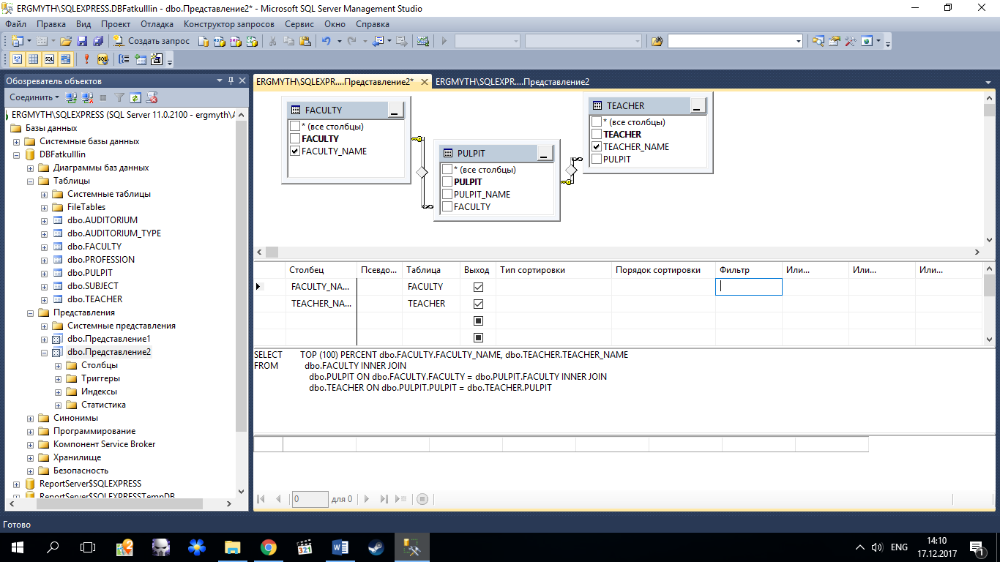 ERGMYTH\SQLEXPRESS.DBFatkulllin - dbo.Представление2* - Microsoft SQL Server Management Studio
Файл Правка Вид Проект Отладка Конструктор запросов Сервис Окно Справка
Создать запрос
Обозреватель объектов
Соединить
ERGMYTH\SQLEXPRESS (SQL Server 11.0.2100 - ergmyth\
Базы данных
Системные базы данных
DBFatkulllin
Диаграммы баз данных
Таблицы
Системные таблицы
FileTables
dbo.AUDITORIUM
dbo.AUDITORIUM_TYPE
dbo.FACULTY
dbo.PROFESSION
dbo.PULPIT
dbo.SUBJECT
dbo.TEACHER
Представления
Системные представления
dbo.Представление1
dbo.Представление2
Столбцы
Триггеры
Индексы
Статистика
Синонимы
Программирование
Компонент Service Broker
Хранилище
Безопасность
ReportServer$SQLEXPRESS
ReportServer$SQLEXPRESSTempDB
ERGMYTH\SQLEXPR....Представление2* ERGMYTH\SQLEXPR....Представление2
FACULTY
* (все столбцы)
FACULTY
FACULTY_NAME
PULPIT
* (все столбцы)
PULPIT
PULPIT_NAME
FACULTY
TEACHER
* (все столбцы)
TEACHER
TEACHER_NAME
PULPIT
Столбец Псевдо... Таблица Выход Тип сортировки Порядок сортировки Фильтр Или... Или... Или...
FACULTY_NA... FACULTY
TEACHER_NA... TEACHER
SELECT TOP (100) PERCENT dbo.FACULTY.FACULTY_NAME, dbo.TEACHER.TEACHER_NAME
FROM dbo.FACULTY INNER JOIN
dbo.PULPIT ON dbo.FACULTY.FACULTY = dbo.PULPIT.FACULTY INNER JOIN
dbo.TEACHER ON dbo.PULPIT.PULPIT = dbo.TEACHER.PULPIT
0 для 0
Готово
ENG
14:10
17.12.2017